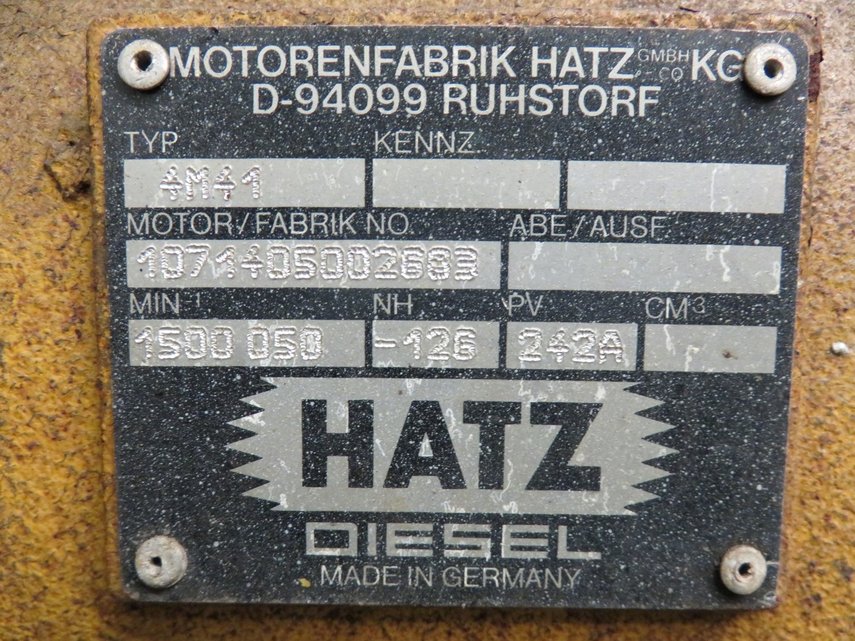 MOTORENFABRIK HATZ GMBH & CO KG
D-94099 RUHSTORF
TYP KENNZ.
4M41
MOTOR/FABRIK NO. ABE/AUSF.
1071405002683
MIN-1 NH PV CM3
1500 050 -126 242A
HATZ
DIESEL
MADE IN GERMANY